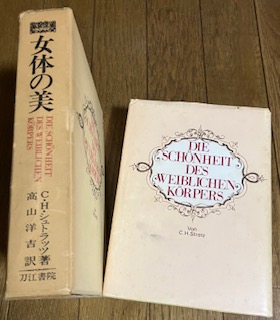 女体の美
DIE SCHÖNHEIT
DES WEIBLICHEN
KÖRPERS
C・H・シュトラッツ著
高山洋吉訳
刀江書院
DIE
SCHÖNHEIT
DES
WEIBLICHEN
KÖRPERS
Von
C.H.Stratz